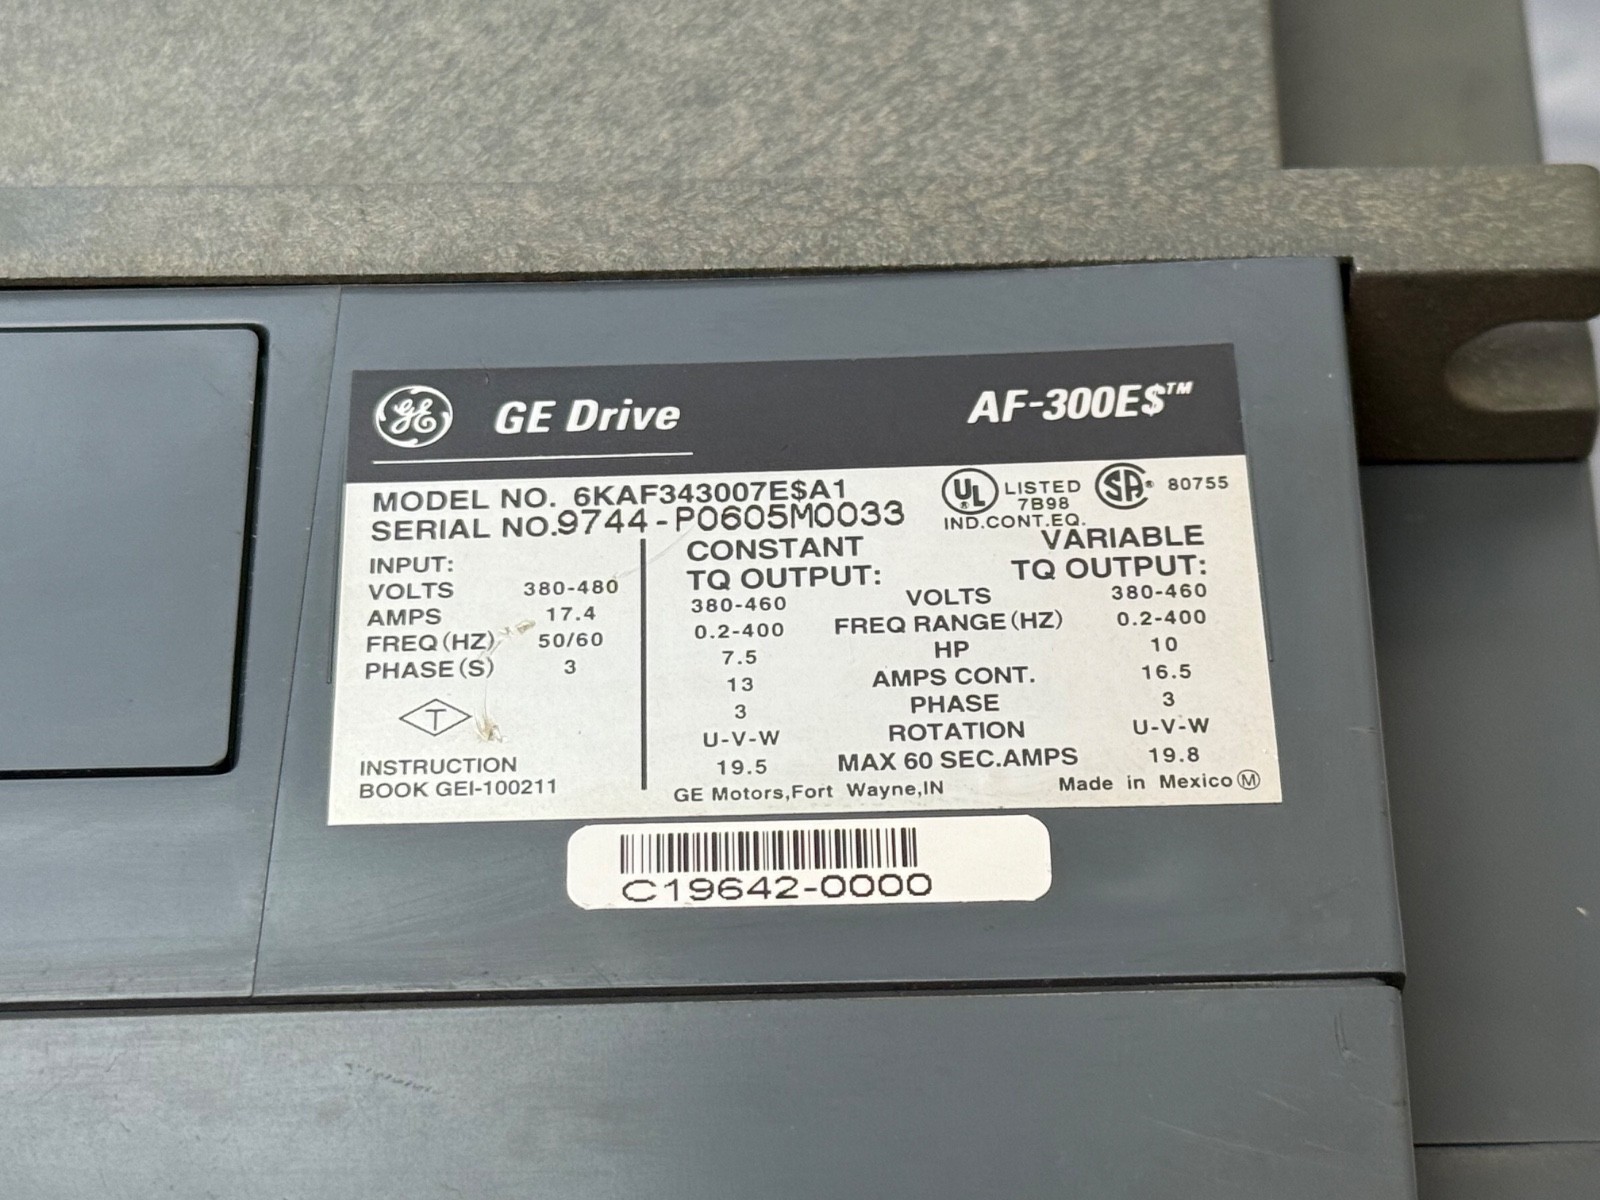 GE GE Drive AF-300E$™
MODEL NO. 6KAF343007E$A1
SERIAL NO. 9744-P0605M0033
UL ® LISTED 7B98 IND.CONT.EQ.
SA ® 80755
INPUT:
VOLTS 380-480
AMPS 17.4
FREQ (HZ) 50/60
PHASE (S) 3
T
INSTRUCTION
BOOK GEI-100211
CONSTANT TQ OUTPUT: VARIABLE TQ OUTPUT:
380-460 VOLTS 380-460
0.2-400 FREQ RANGE (HZ) 0.2-400
7.5 HP 10
13 AMPS CONT. 16.5
3 PHASE 3
U-V-W ROTATION U-V-W
19.5 MAX 60 SEC.AMPS 19.8
GE Motors,Fort Wayne,IN Made in Mexico Ⓜ
C19642-0000